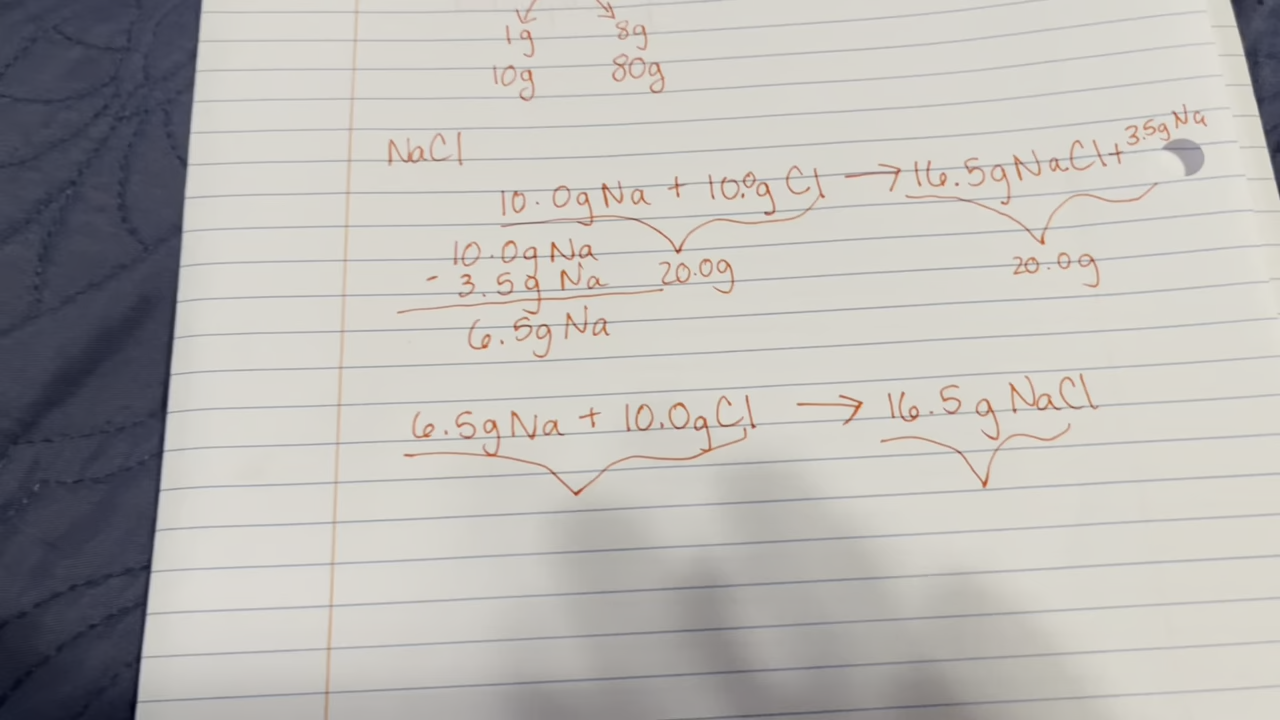 1g 8g
10g 80g
NaCl
10.0g Na + 10.0g Cl → 16.5g NaCl + 3.5g Na
10.0g Na
- 3.5g Na 20.0g 20.0g
6.5g Na
6.5g Na + 10.0g Cl → 16.5 g NaCl